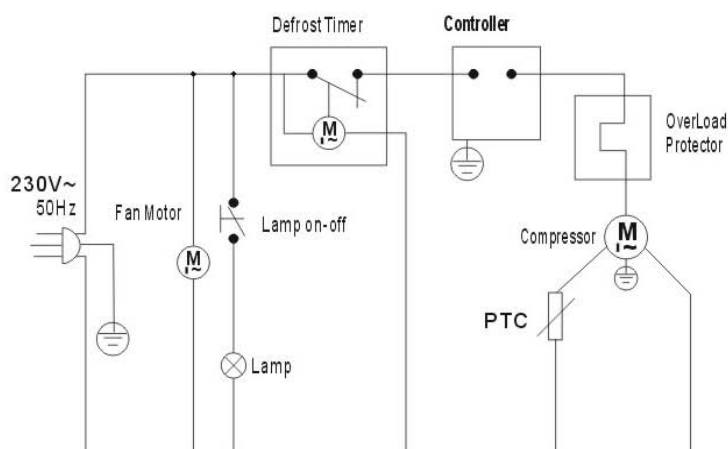 Defrost Timer
Controller
OverLoad
Protector
M
~
230V~
50Hz
Fan Motor
Lamp on-off
M
~
Compressor
M
~
PTC
Lamp